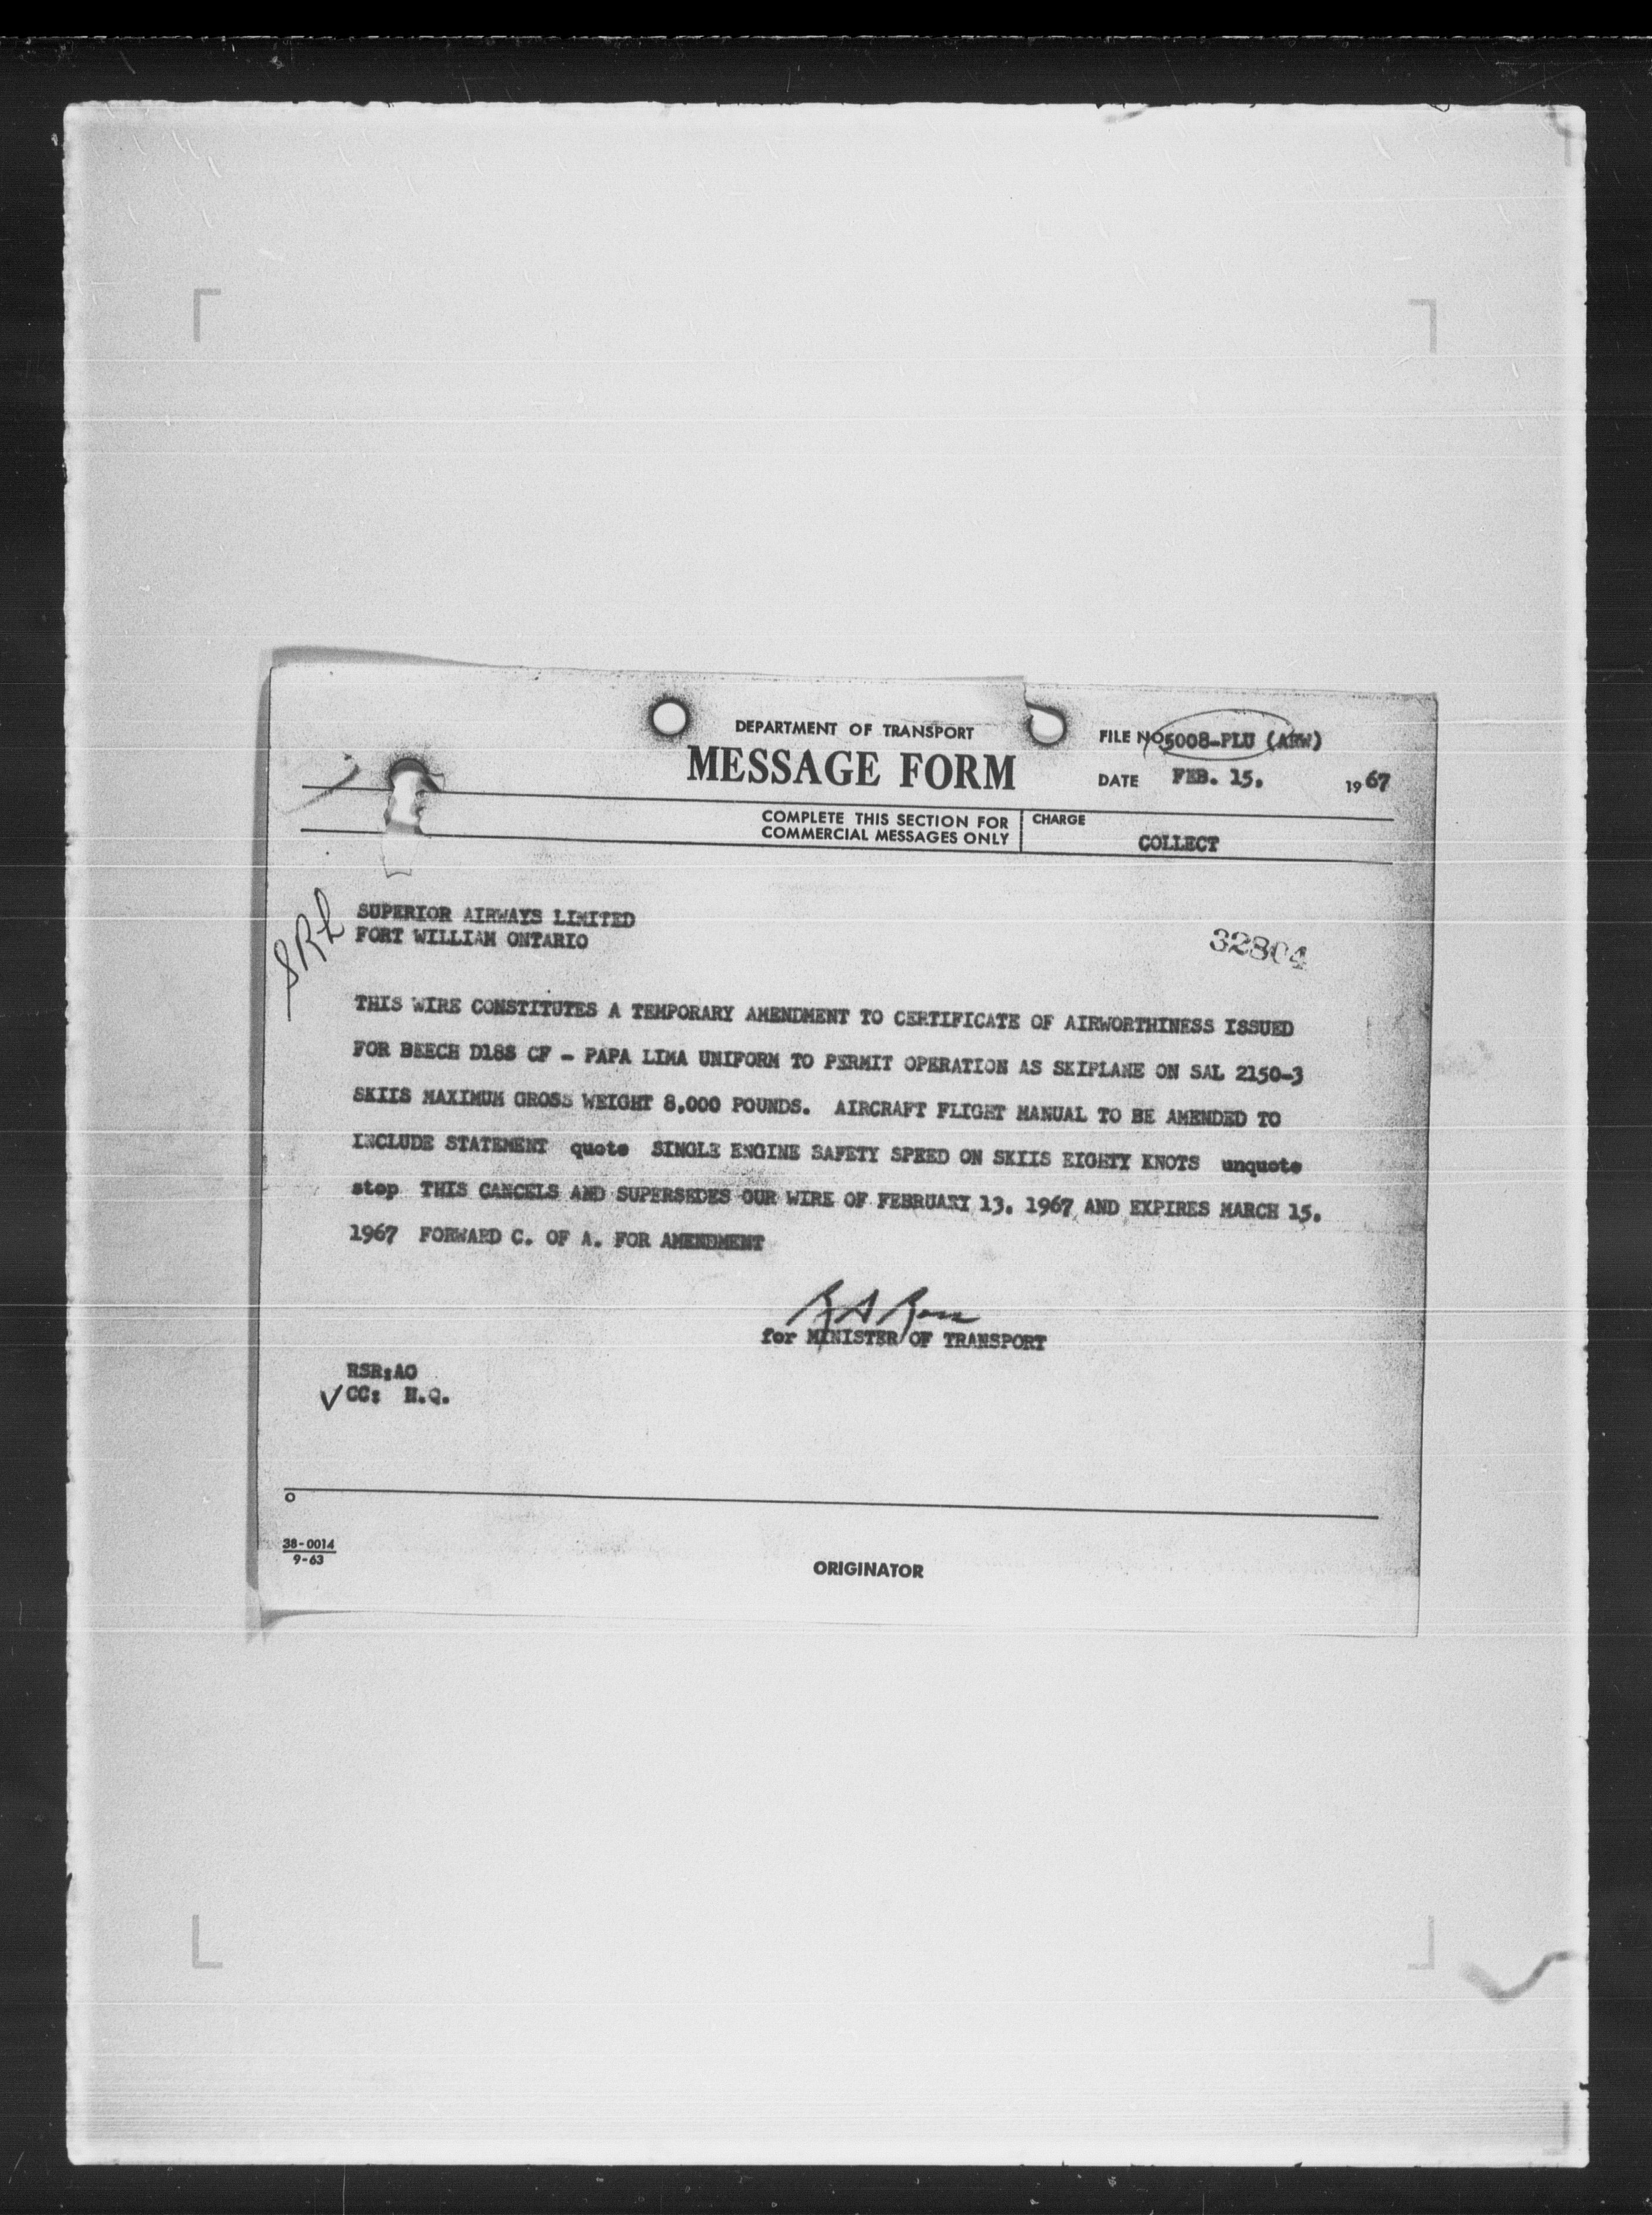 DEPARTMENT OF TRANSPORT
MESSAGE FORM
FILE NO 5008-PLU (ARW)
DATE FEB. 15, 1967
COMPLETE THIS SECTION FOR
COMMERCIAL MESSAGES ONLY
CHARGE
COLLECT
SRL
SUPERIOR AIRWAYS LIMITED
FORT WILLIAM ONTARIO
32804
THIS WIRE CONSTITUTES A TEMPORARY AMENDMENT TO CERTIFICATE OF AIRWORTHINESS ISSUED
FOR BEECH D18S CF - PAPA LIMA UNIFORM TO PERMIT OPERATION AS SKIPLANE ON SAL 2150-3
SKIIS MAXIMUM GROSS WEIGHT 8,000 POUNDS. AIRCRAFT FLIGHT MANUAL TO BE AMENDED TO
INCLUDE STATEMENT quote SINGLE ENGINE SAFETY SPEED ON SKIIS EIGHTY KNOTS unquote
stop THIS CANCELS AND SUPERSEDES OUR WIRE OF FEBRUARY 13, 1967 AND EXPIRES MARCH 15,
1967 FORWARD C. OF A. FOR AMENDMENT
for MINISTER OF TRANSPORT
RSR:AO
CC: H.Q.
38-0014
9-63
ORIGINATOR